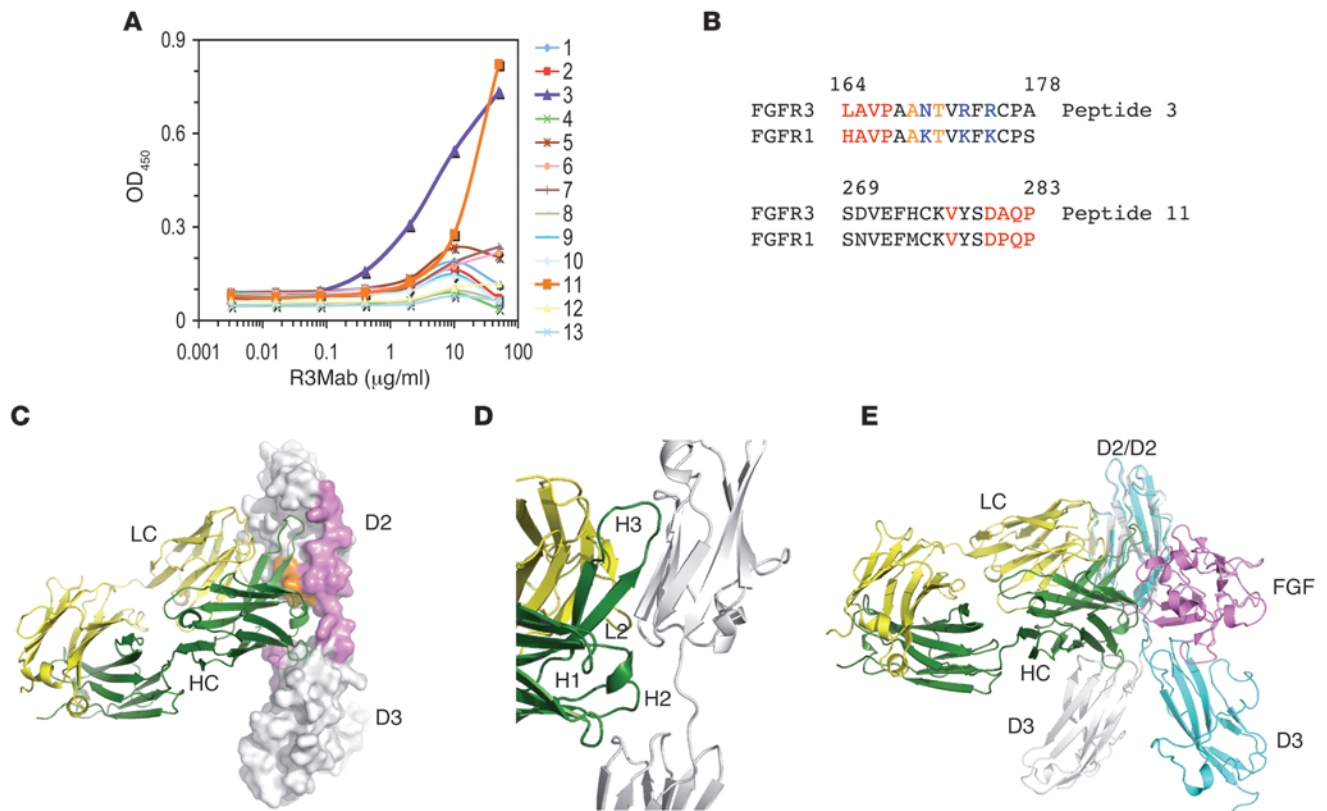 A
0.9
0.6
0.3
0
OD450
0.001 0.01 0.1 1 10 100
R3Mab (μg/ml)
1
2
3
4
5
6
7
8
9
10
11
12
13
B
164 178
FGFR3 LAVPAANTVRFRCPA Peptide 3
FGFR1 HAVPAAKTVKFKCPS
269 283
FGFR3 SDVEFHCKVYSDAQP Peptide 11
FGFR1 SNVEFMCKVYSDPQP
C
LC
D2
HC
D3
D
H3
L2
H1
H2
E
D2/D2
LC
FGF
HC
D3
D3